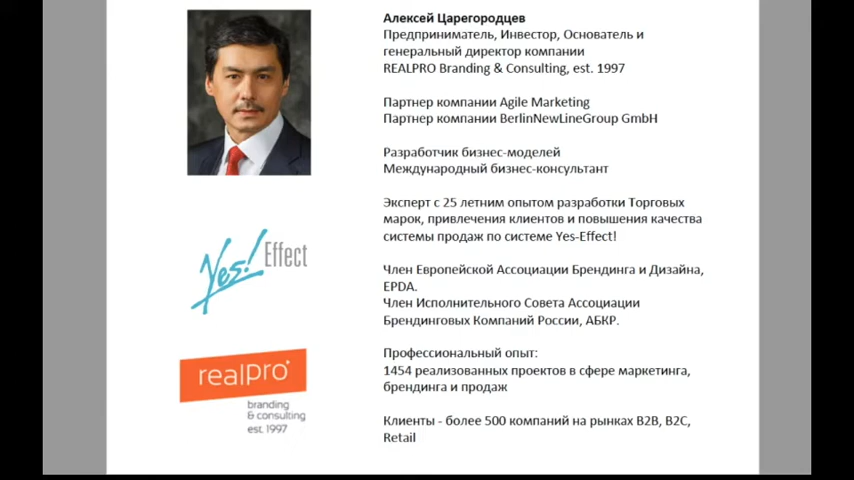 Алексей Царегородцев
Предприниматель, Инвестор, Основатель и
генеральный директор компании
REALPRO Branding & Consulting, est. 1997
Партнер компании Agile Marketing
Партнер компании BerlinNewLineGroup GmbH
Разработчик бизнес-моделей
Международный бизнес-консультант
Эксперт с 25 летним опытом разработки Торговых
марок, привлечения клиентов и повышения качества
системы продаж по системе Yes-Effect!
Член Европейской Ассоциации Брендинга и Дизайна,
EPDA.
Член Исполнительного Совета Ассоциации
Брендинговых Компаний России, АБКР.
Профессиональный опыт:
1454 реализованных проектов в сфере маркетинга,
брендинга и продаж
Клиенты - более 500 компаний на рынках B2B, B2C,
Retail
Yes! Effect
realpro
branding
& consulting
est. 1997